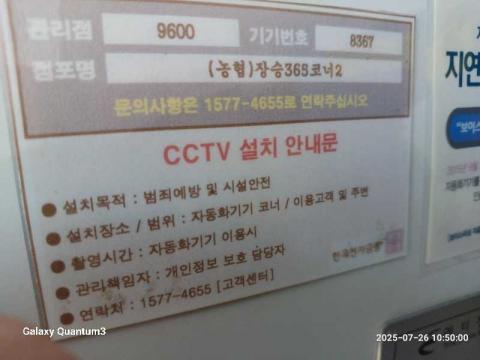 관리점 9600 기기번호 8367
점포명 (농협)장승365코너2
문의사항은 1577-4655로 연락주십시오
CCTV 설치 안내문
● 설치목적 : 범죄예방 및 시설안전
● 설치장소 / 범위 : 자동화기기 코너 / 이용고객 및 주변
● 촬영시간 : 자동화기기 이용시
● 관리책임자 : 개인정보 보호 담당자
● 연락처 : 1577-4655 [고객센터]
한국전자금융
지연
Galaxy Quantum3
2025-07-26 10:50:00